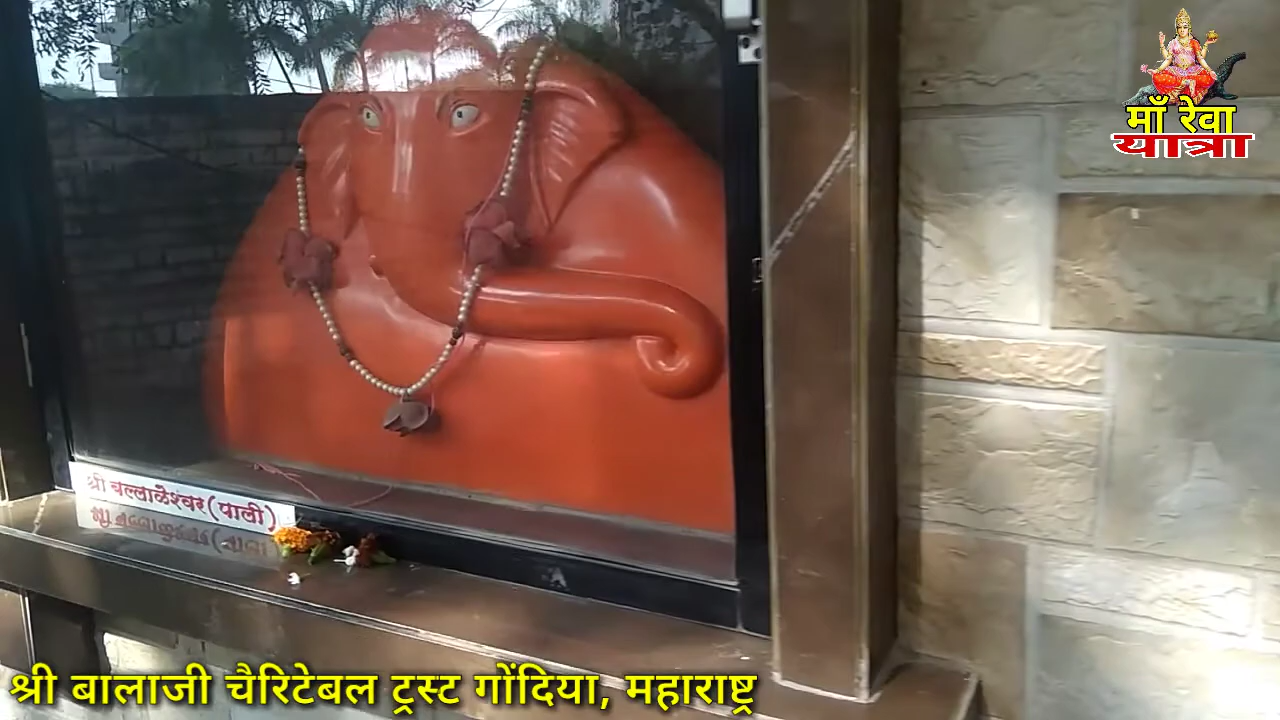 माँ रेवा
यात्रा
श्री बल्लाळेश्वर (पाली)
श्री बालाजी चैरिटेबल ट्रस्ट गोंदिया, महाराष्ट्र